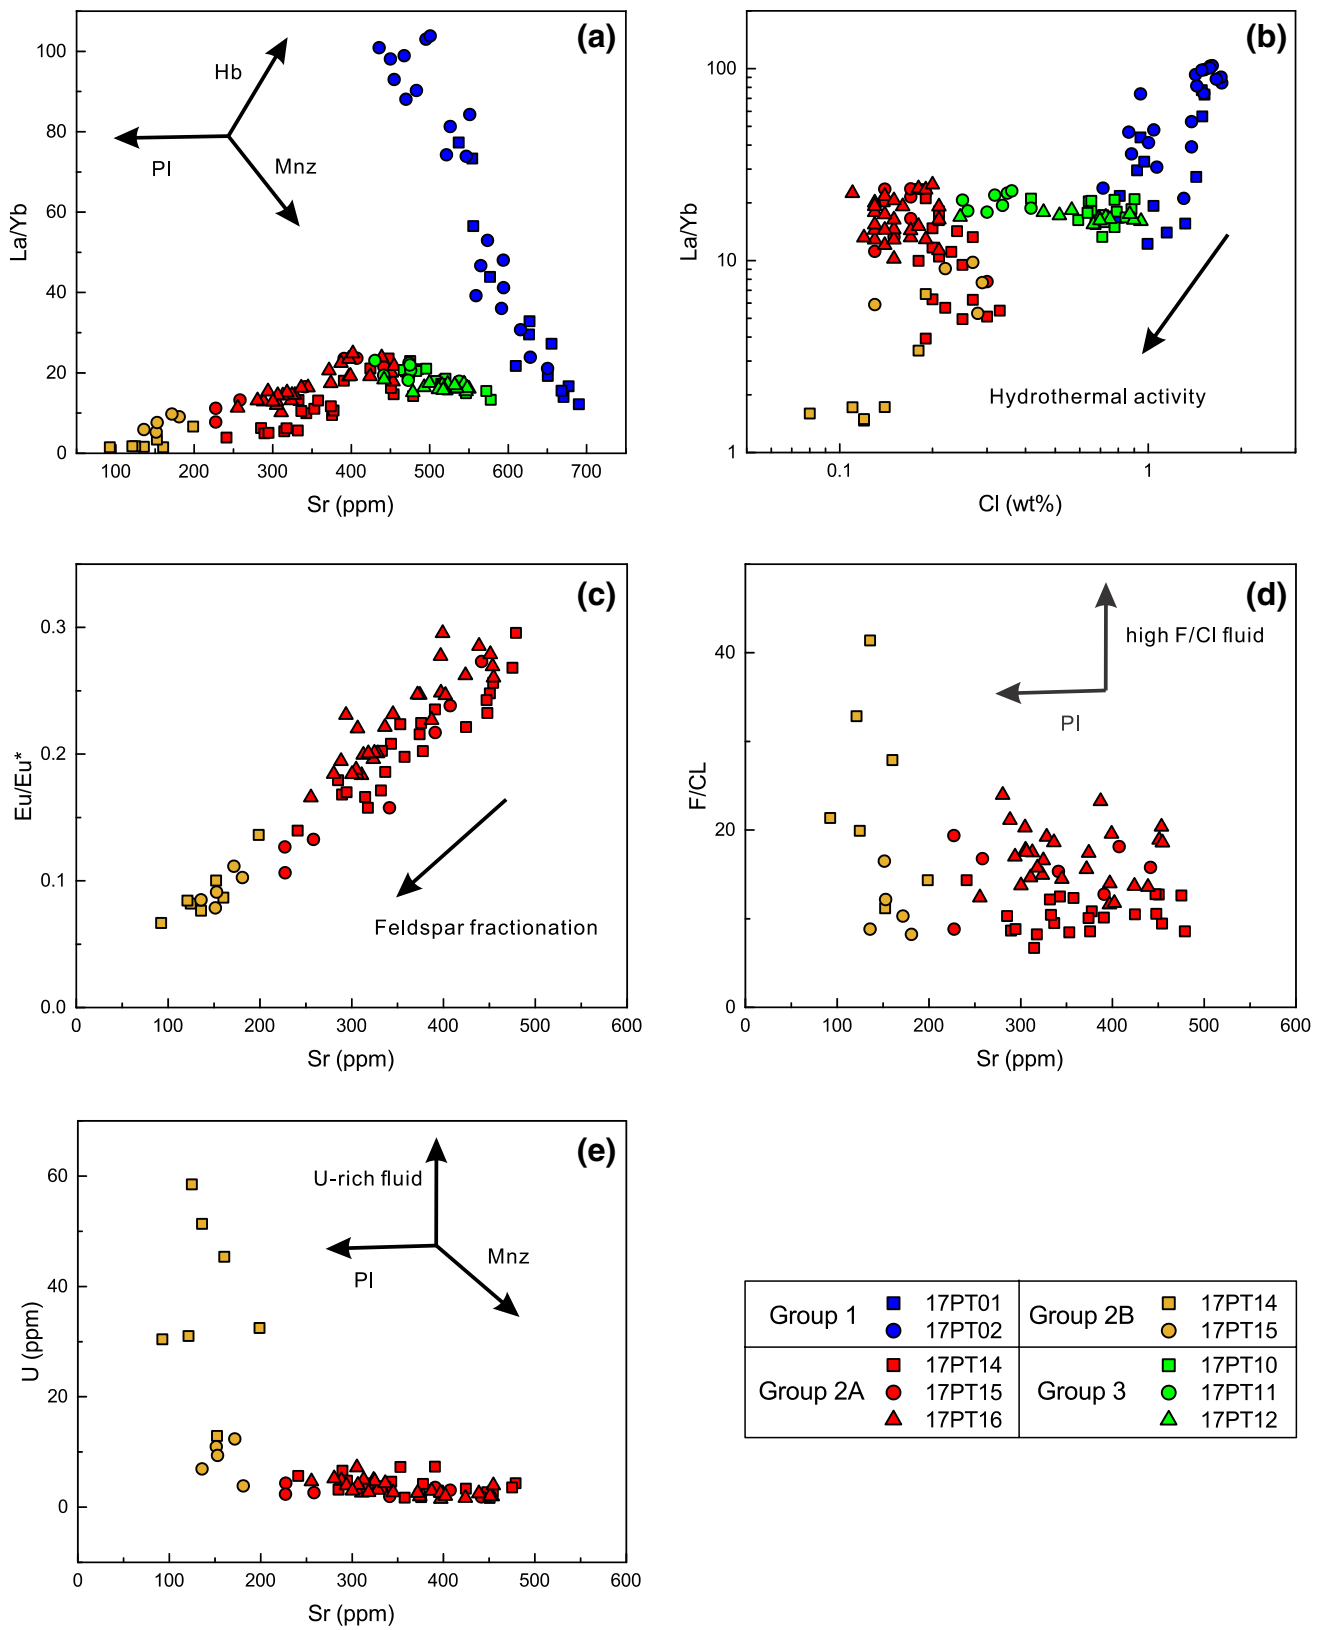 (a)
La/Yb
100
80
60
40
20
0
Hb
Pl
Mnz
100 200 300 400 500 600 700
Sr (ppm)
(b)
La/Yb
100
10
1
Hydrothermal activity
0.1 1
Cl (wt%)
(c)
Eu/Eu*
0.3
0.2
0.1
0.0
Feldspar fractionation
0 100 200 300 400 500 600
Sr (ppm)
(d)
F/CL
40
20
0
high F/Cl fluid
Pl
0 100 200 300 400 500 600
Sr (ppm)
(e)
U (ppm)
60
40
20
0
U-rich fluid
Pl
Mnz
0 100 200 300 400 500 600
Sr (ppm)
Group 1
17PT01
17PT02
Group 2B
17PT14
17PT15
Group 2A
17PT14
17PT15
17PT16
Group 3
17PT10
17PT11
17PT12